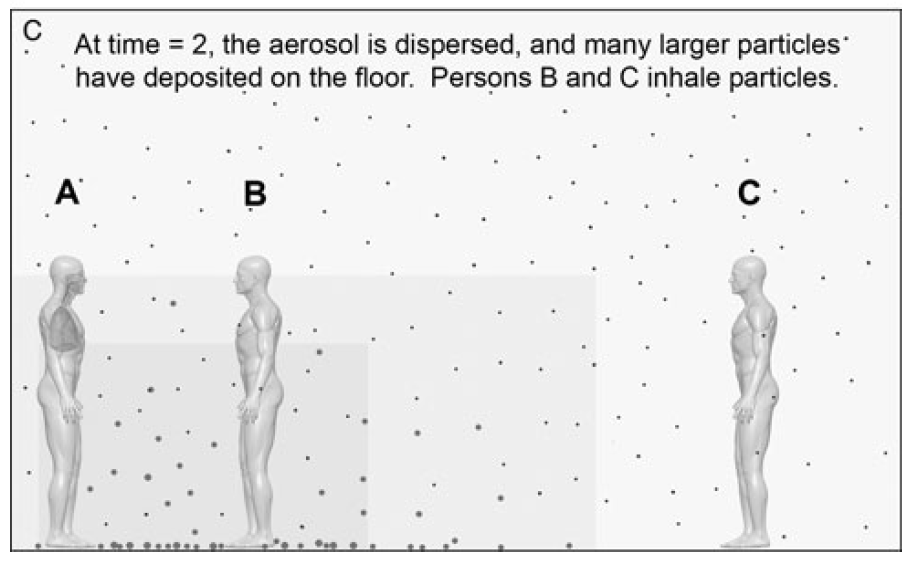 C
At time = 2, the aerosol is dispersed, and many larger particles
have deposited on the floor.  Persons B and C inhale particles.
A B C